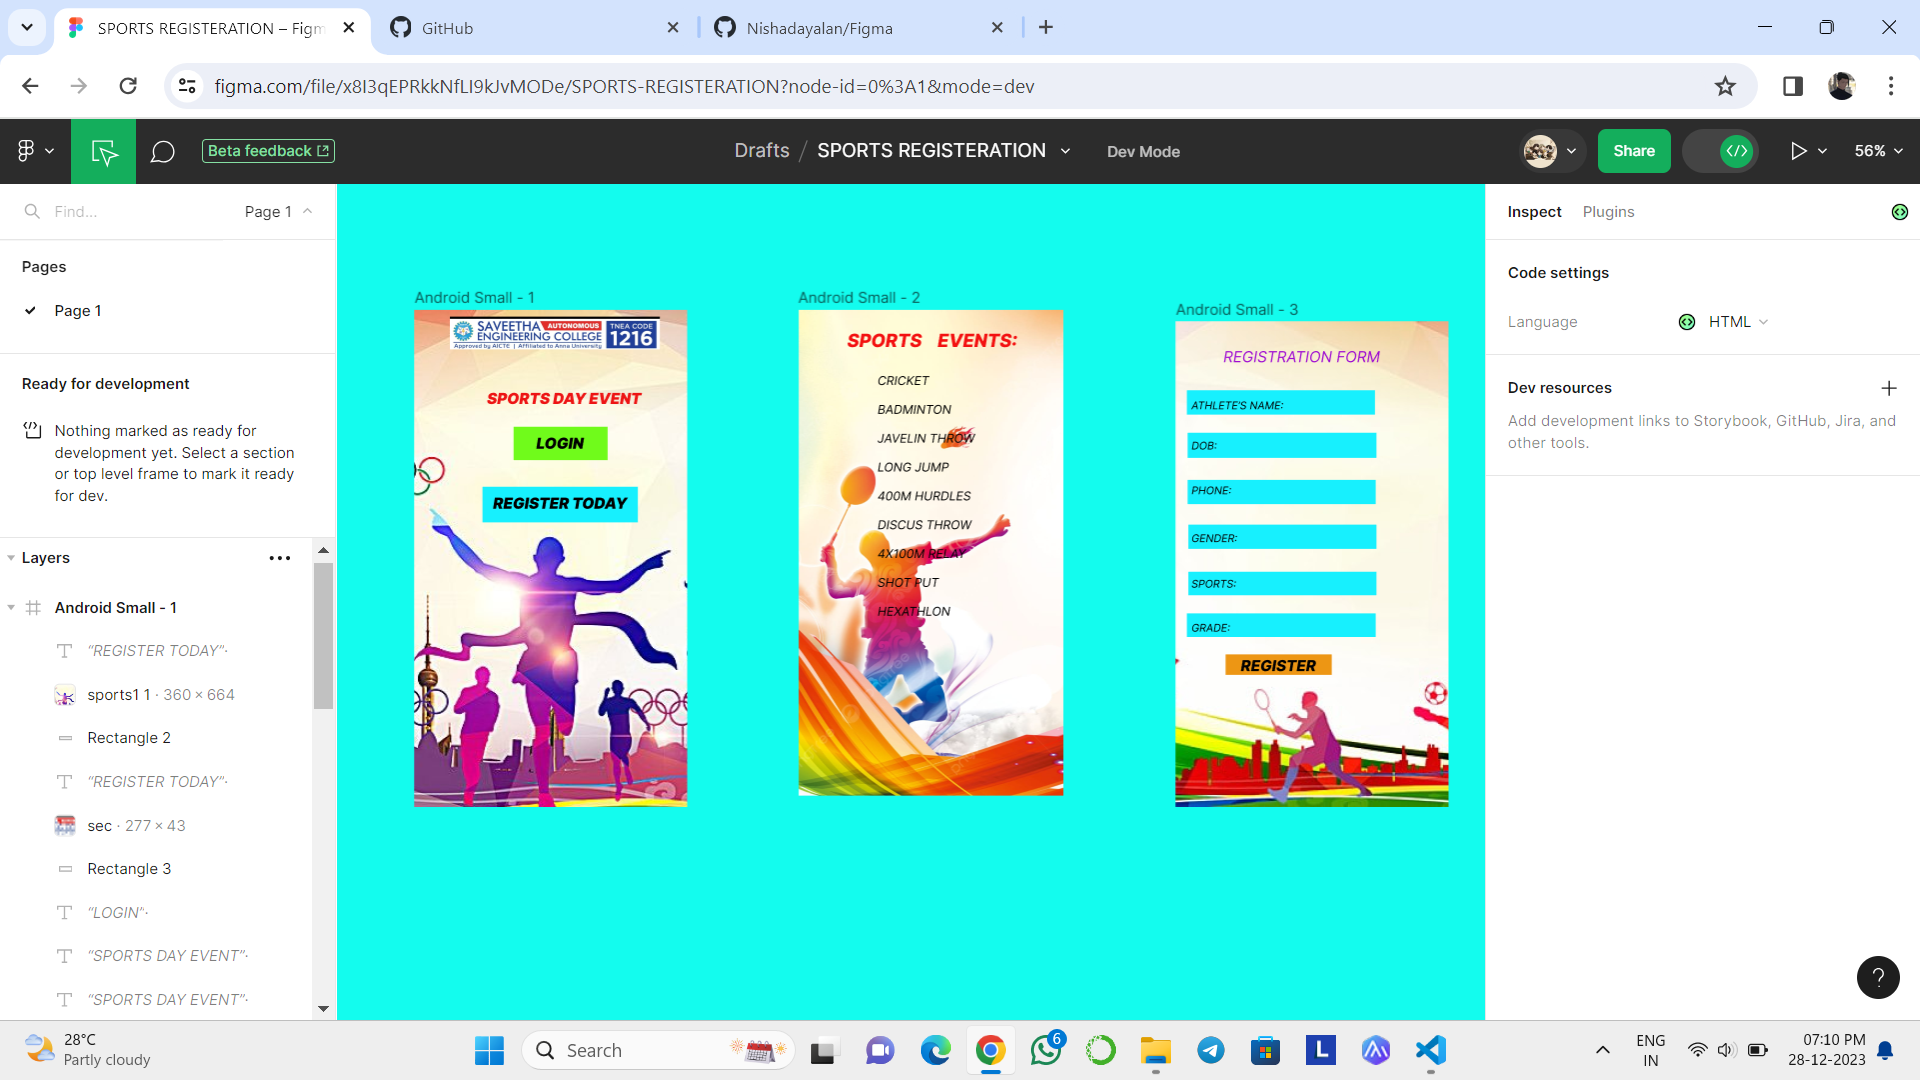 SPORTS REGISTERATION – Figm
GitHub
Nishadayalan/Figma
figma.com/file/x8I3qEPRkkNfLI9kJvMODe/SPORTS-REGISTERATION?node-id=0%3A1&mode=dev
Beta feedback
Drafts / SPORTS REGISTERATION
Dev Mode
Share
56%
Find...
Page 1
Pages
Page 1
Ready for development
Nothing marked as ready for
development yet. Select a section
or top level frame to mark it ready
for dev.
Layers
Android Small - 1
“REGISTER TODAY”·
sports1 1 · 360 × 664
Rectangle 2
“REGISTER TODAY”·
sec · 277 × 43
Rectangle 3
“LOGIN”·
“SPORTS DAY EVENT”·
“SPORTS DAY EVENT”·
Android Small - 1
SAVEETHA AUTONOMOUS
ENGINEERING COLLEGE
Approved by AICTE | Affiliated to Anna University
TNEA CODE
1216
SPORTS DAY EVENT
LOGIN
REGISTER TODAY
Android Small - 2
SPORTS EVENTS:
CRICKET
BADMINTON
JAVELIN THROW
LONG JUMP
400M HURDLES
DISCUS THROW
4X100M RELAY
SHOT PUT
HEXATHLON
Android Small - 3
REGISTRATION FORM
ATHLETE'S NAME:
DOB:
PHONE:
GENDER:
SPORTS:
GRADE:
REGISTER
Inspect
Plugins
Code settings
Language
HTML
Dev resources
Add development links to Storybook, GitHub, Jira, and
other tools.
?
28°C
Partly cloudy
Search
6
L
ENG
IN
07:10 PM
28-12-2023